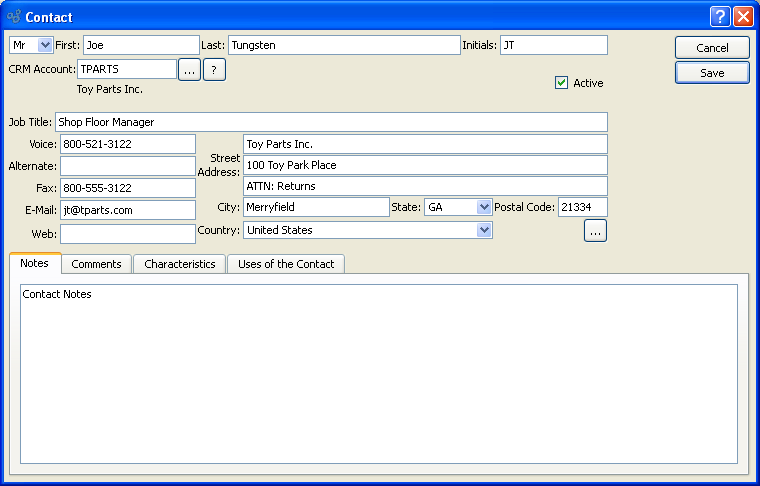 Contact
Mr First: Joe Last: Tungsten Initials: JT Cancel
CRM Account: TPARTS ... ? Save
Toy Parts Inc. Active
Job Title: Shop Floor Manager
Voice: 800-521-3122 Toy Parts Inc.
Alternate: Street Address: 100 Toy Park Place
Fax: 800-555-3122 ATTN: Returns
E-Mail: jt@tparts.com City: Merryfield State: GA Postal Code: 21334
Web: Country: United States ...
Notes Comments Characteristics Uses of the Contact
Contact Notes